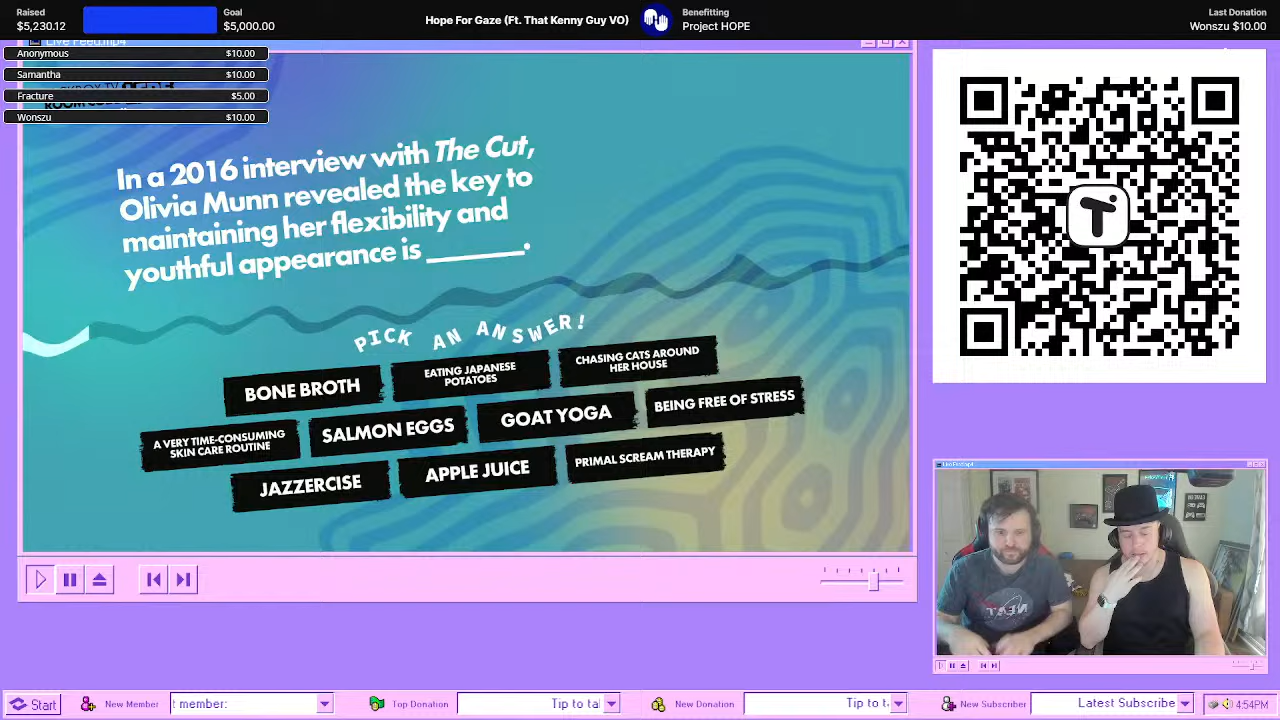 Raised
$5,230.12
Goal
$5,000.00
Hope For Gaze (Ft. That Kenny Guy VO)
Benefitting
Project HOPE
Last Donation
Wonszu $10.00
Live Feed.mp4
Anonymous $10.00
Samantha $10.00
Fracture $5.00
Wonszu $10.00
In a 2016 interview with The Cut,
Olivia Munn revealed the key to
maintaining her flexibility and
youthful appearance is _______.
PICK AN ANSWER!
BONE BROTH
EATING JAPANESE
POTATOES
CHASING CATS AROUND
HER HOUSE
A VERY TIME-CONSUMING
SKIN CARE ROUTINE
SALMON EGGS
GOAT YOGA
BEING FREE OF STRESS
JAZZERCISE
APPLE JUICE
PRIMAL SCREAM THERAPY
T
Start
New Member
t member:
Top Donation
Tip to ta
New Donation
Tip to t
New Subscriber
Latest Subscribe
4:54PM